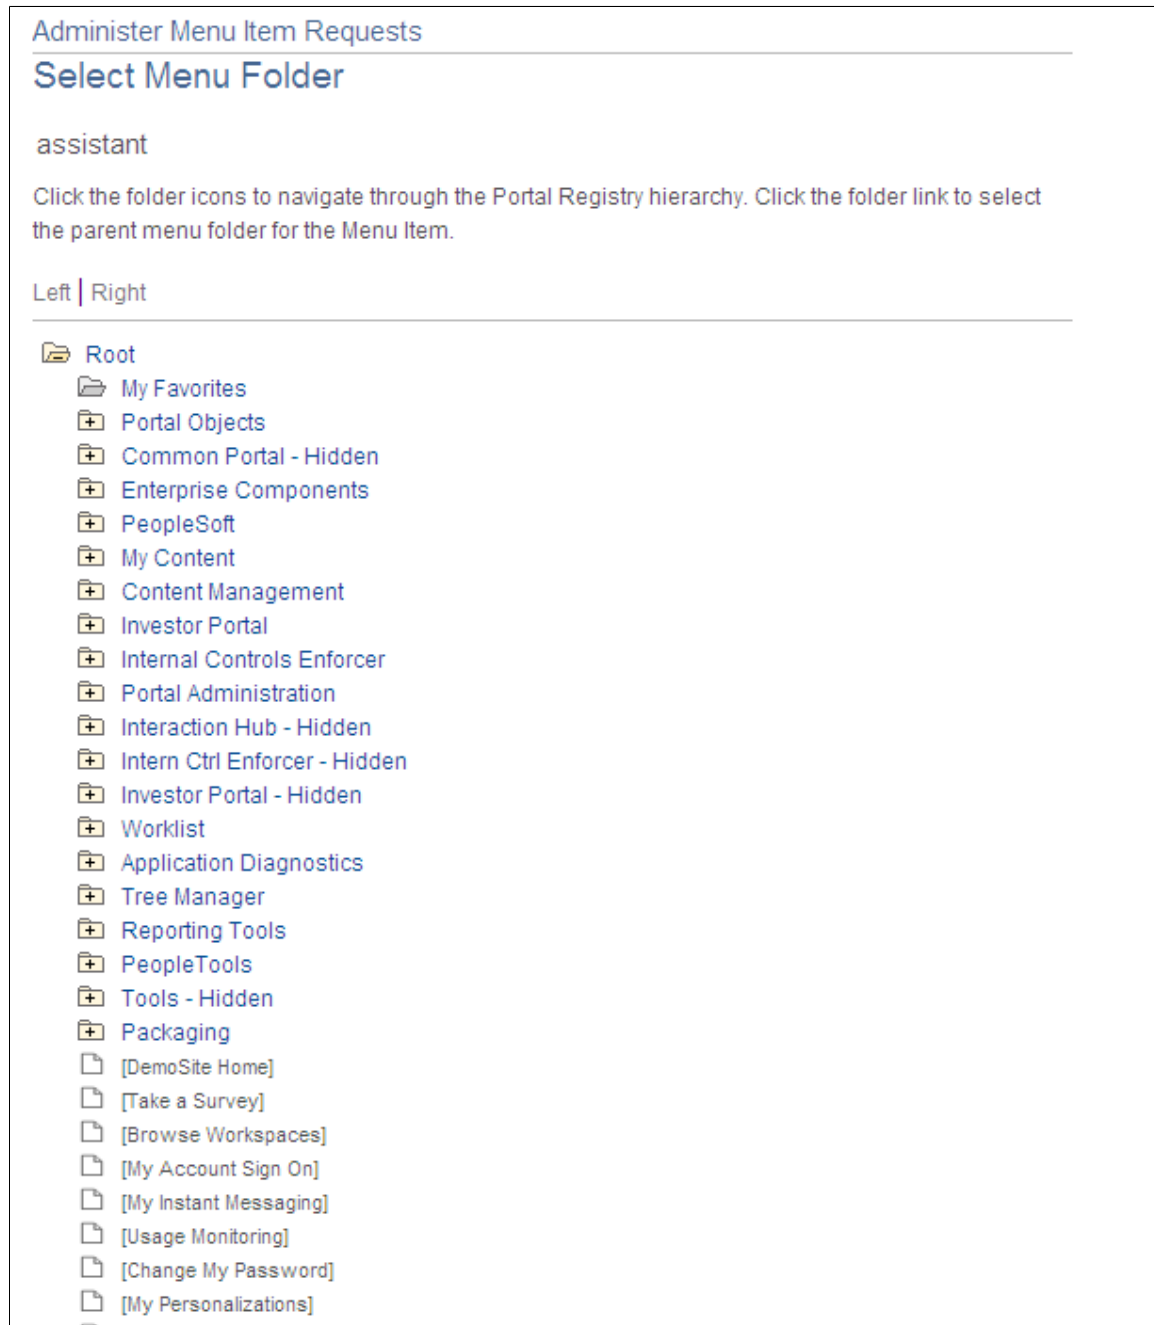 Administer Menu Item Requests
Select Menu Folder
assistant
Click the folder icons to navigate through the Portal Registry hierarchy. Click the folder link to select
the parent menu folder for the Menu Item.
Left | Right
Root
My Favorites
Portal Objects
Common Portal - Hidden
Enterprise Components
PeopleSoft
My Content
Content Management
Investor Portal
Internal Controls Enforcer
Portal Administration
Interaction Hub - Hidden
Intern Ctrl Enforcer - Hidden
Investor Portal - Hidden
Worklist
Application Diagnostics
Tree Manager
Reporting Tools
PeopleTools
Tools - Hidden
Packaging
[DemoSite Home]
[Take a Survey]
[Browse Workspaces]
[My Account Sign On]
[My Instant Messaging]
[Usage Monitoring]
[Change My Password]
[My Personalizations]